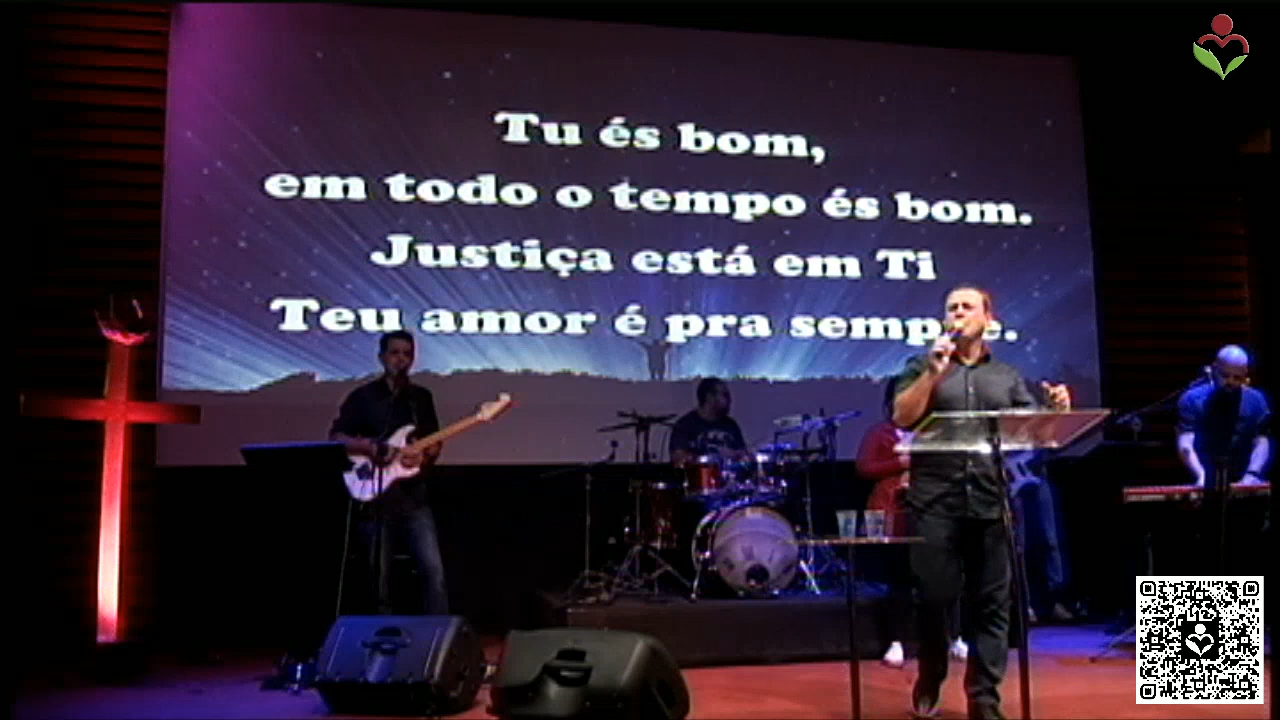 Tu és bom,
em todo o tempo és bom.
Justiça está em Ti
Teu amor é pra sempre.